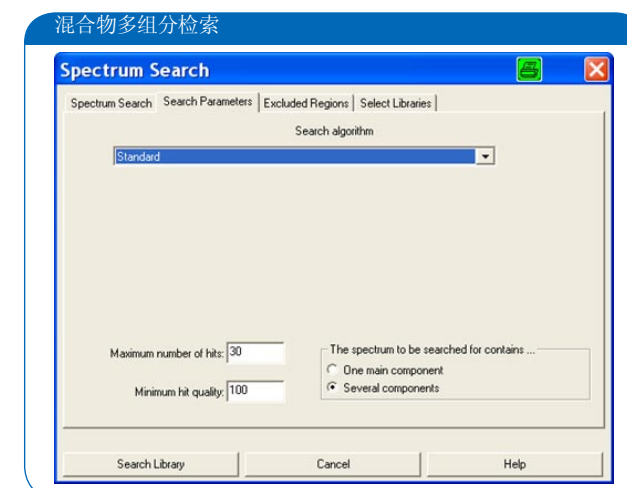 混合物多组分检索
Spectrum Search
Spectrum Search Search Parameters Excluded Regions Select Libraries
Search algorithm
Standard
Maximum number of hits: 30
Minimum hit quality: 100
The spectrum to be searched for contains ...
One main component
Several components
Search Library Cancel Help